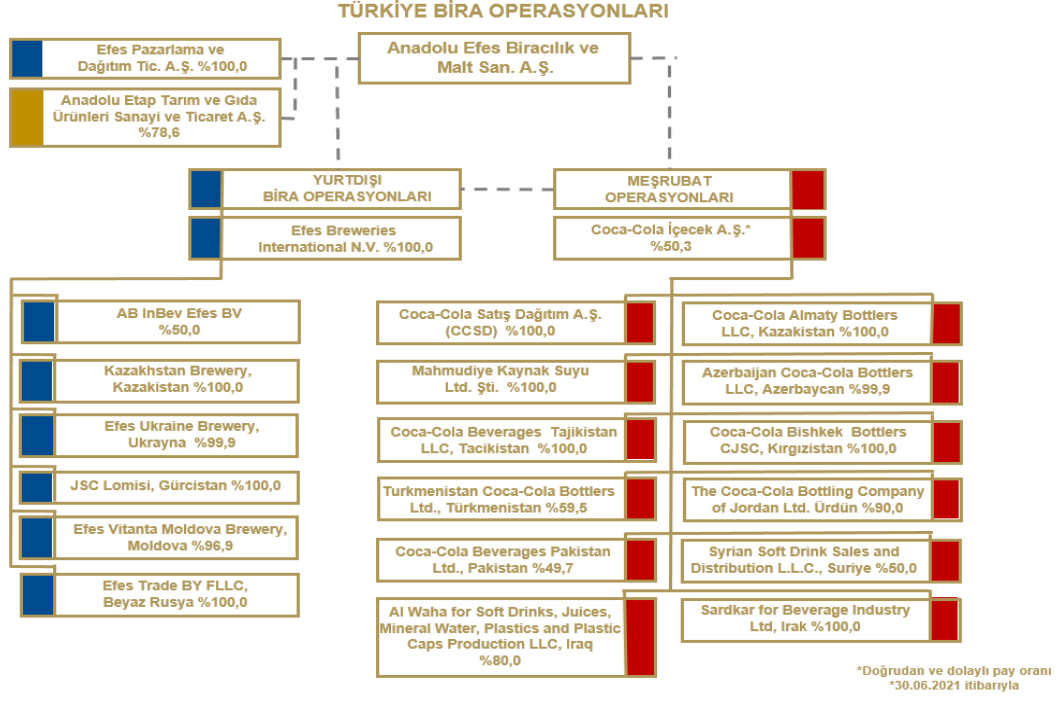 TÜRKİYE BİRA OPERASYONLARI
Efes Pazarlama ve
Dağıtım Tic. A.Ş. %100,0
Anadolu Efes Biracılık ve
Malt San. A.Ş.
Anadolu Etap Tarım ve Gıda
Ürünleri Sanayi ve Ticaret A.Ş.
%78,6
YURTDIŞI
BİRA OPERASYONLARI
MEŞRUBAT
OPERASYONLARI
Efes Breweries
International N.V. %100,0
Coca-Cola İçecek A.Ş.*
%50,3
AB InBev Efes BV
%50,0
Kazakhstan Brewery,
Kazakistan %100,0
Efes Ukraine Brewery,
Ukrayna %99,9
JSC Lomisi, Gürcistan %100,0
Efes Vitanta Moldova Brewery,
Moldova %96,9
Efes Trade BY FLLC,
Beyaz Rusya %100,0
Coca-Cola Satış Dağıtım A.Ş.
(CCSD) %100,0
Mahmudiye Kaynak Suyu
Ltd. Şti. %100,0
Coca-Cola Beverages Tajikistan
LLC, Tacikistan %100,0
Turkmenistan Coca-Cola Bottlers
Ltd., Türkmenistan %59,5
Coca-Cola Beverages Pakistan
Ltd., Pakistan %49,7
Al Waha for Soft Drinks, Juices,
Mineral Water, Plastics and Plastic
Caps Production LLC, Iraq
%80,0
Coca-Cola Almaty Bottlers
LLC, Kazakistan %100,0
Azerbaijan Coca-Cola Bottlers
LLC, Azerbaycan %99,9
Coca-Cola Bishkek Bottlers
CJSC, Kırgızistan %100,0
The Coca-Cola Bottling Company
of Jordan Ltd. Ürdün %90,0
Syrian Soft Drink Sales and
Distribution L.L.C., Suriye %50,0
Sardkar for Beverage Industry
Ltd, Irak %100,0
*Doğrudan ve dolaylı pay oranı
*30.06.2021 itibarıyla